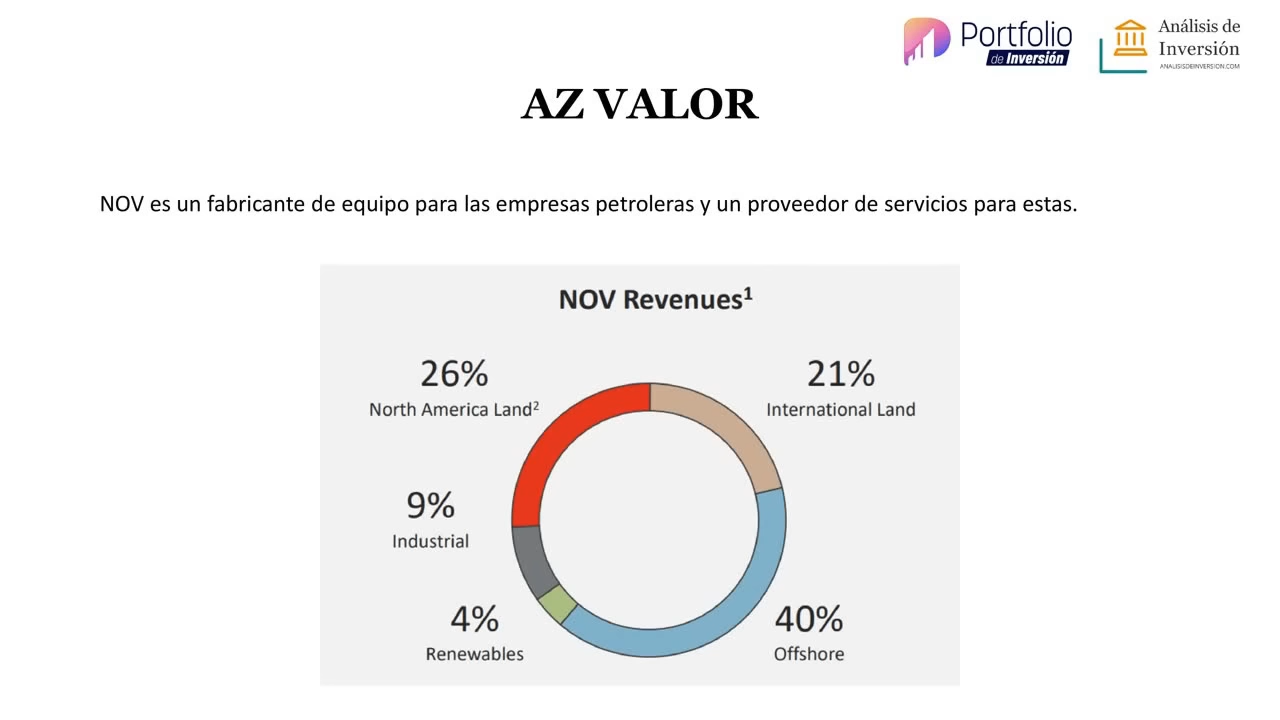 Portfolio
de Inversión
Análisis de
Inversión
ANALISISDEINVERSION.COM
AZ VALOR
NOV es un fabricante de equipo para las empresas petroleras y un proveedor de servicios para estas.
NOV Revenues¹
26%
North America Land²
21%
International Land
9%
Industrial
4%
Renewables
40%
Offshore